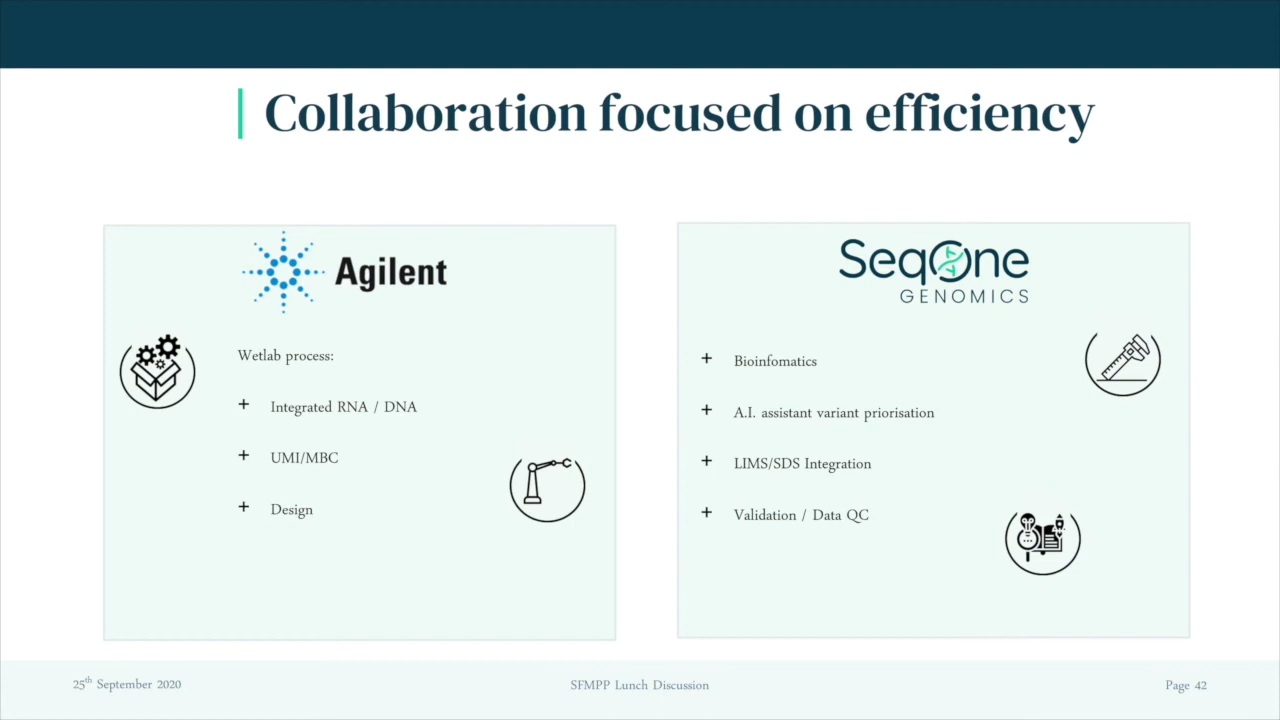 Collaboration focused on efficiency
Agilent
Wetlab process:
+ Integrated RNA / DNA
+ UMI/MBC
+ Design
SeqOne
GENOMICS
+ Bioinfomatics
+ A.I. assistant variant priorisation
+ LIMS/SDS Integration
+ Validation / Data QC
25th September 2020
SFMPP Lunch Discussion
Page 42